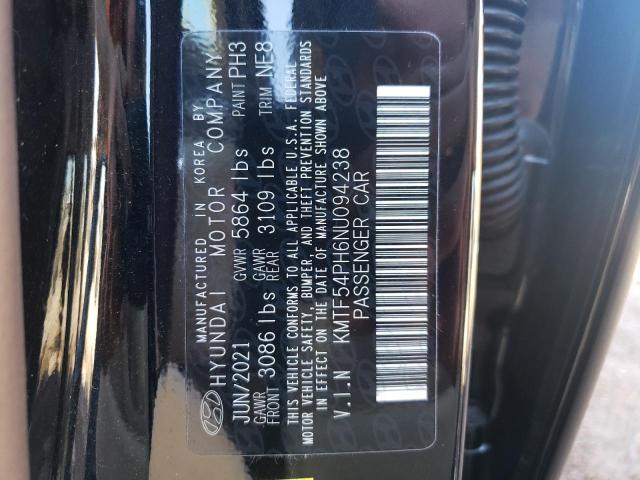 MANUFACTURED IN KOREA BY
HYUNDAI MOTOR COMPANY
JUN/2021 GVWR 5864 lbs PAINT PH3
GAWR FRONT 3086 lbs GAWR REAR 3109 lbs TRIM NE8
THIS VEHICLE CONFORMS TO ALL APPLICABLE U.S.A. FEDERAL
MOTOR VEHICLE SAFETY, BUMPER, AND THEFT PREVENTION STANDARDS
IN EFFECT ON THE DATE OF MANUFACTURE SHOWN ABOVE
V.I.N KMTF54PH6NU094238
PASSENGER CAR